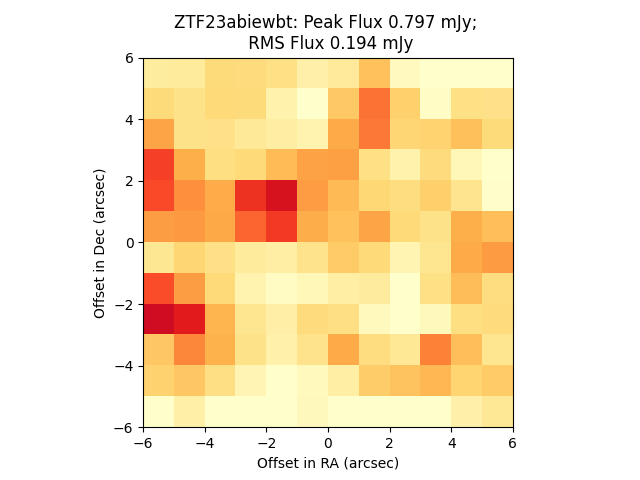 ZTF23abiewbt: Peak Flux 0.797 mJy;
RMS Flux 0.194 mJy
6
4
2
0
−2
−4
−6
Offset in Dec (arcsec)
−6 −4 −2 0 2 4 6
Offset in RA (arcsec)